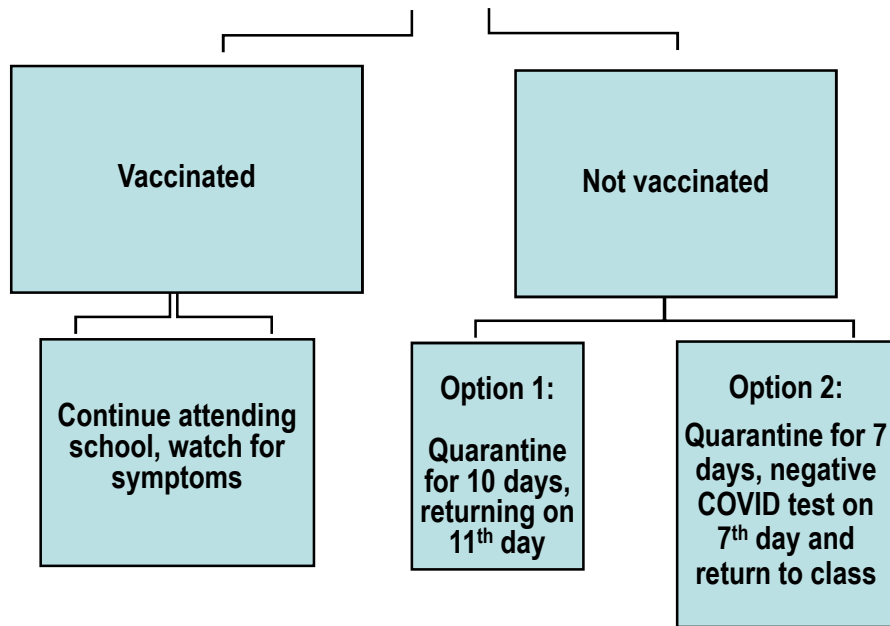 Vaccinated
Not vaccinated
Continue attending
school, watch for
symptoms
Option 1:
Quarantine
for 10 days,
returning on
11th day
Option 2:
Quarantine for 7
days, negative
COVID test on
7th day and
return to class